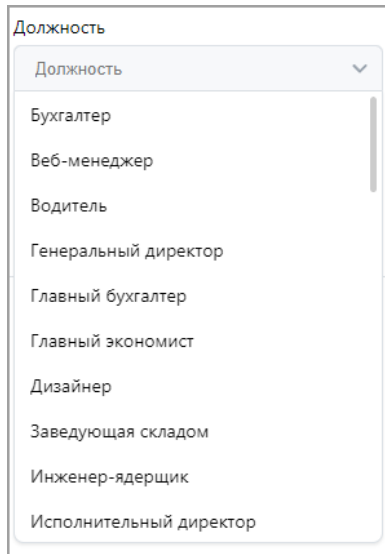 Должность
Должность
Бухгалтер
Веб-менеджер
Водитель
Генеральный директор
Главный бухгалтер
Главный экономист
Дизайнер
Заведующая складом
Инженер-ядерщик
Исполнительный директор